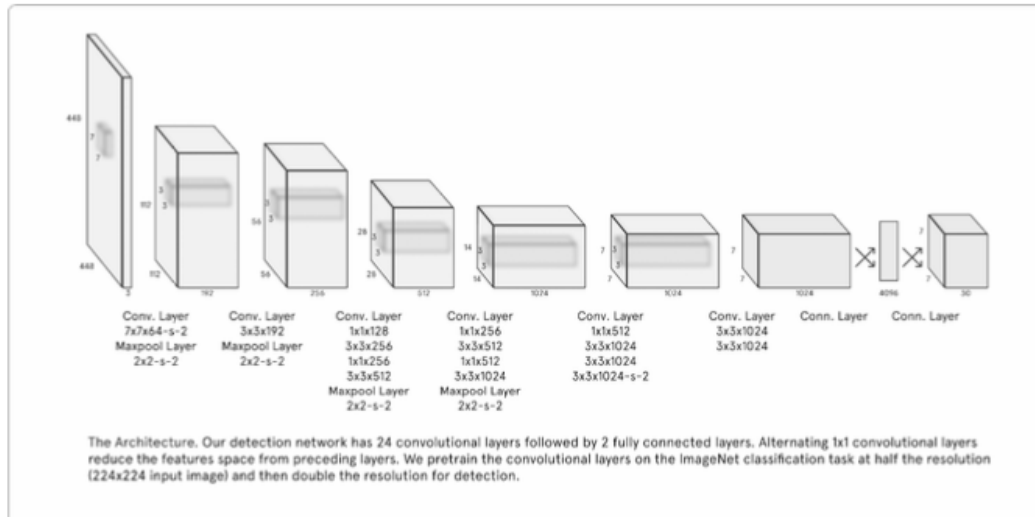 448
7
7
448
3
112
3
3
112
192
56
3
3
56
256
28
3
3
28
512
14
3
3
14
1024
7
3
3
7
1024
7
7
1024
4096
7
7
30
Conv. Layer
7x7x64-s-2
Maxpool Layer
2x2-s-2
Conv. Layer
3x3x192
Maxpool Layer
2x2-s-2
Conv. Layer
1x1x128
3x3x256
1x1x256
3x3x512
Maxpool Layer
2x2-s-2
Conv. Layer
1x1x256
3x3x512
1x1x512
3x3x1024
Maxpool Layer
2x2-s-2
Conv. Layer
1x1x512
3x3x1024
3x3x1024
3x3x1024-s-2
Conv. Layer
3x3x1024
3x3x1024
Conn. Layer
Conn. Layer
The Architecture. Our detection network has 24 convolutional layers followed by 2 fully connected layers. Alternating 1x1 convolutional layers
reduce the features space from preceding layers. We pretrain the convolutional layers on the ImageNet classification task at half the resolution
(224x224 input image) and then double the resolution for detection.